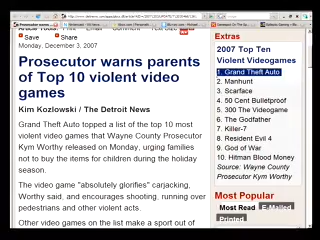 Save
Share
Monday, December 3, 2007
Prosecutor warns parents
of Top 10 violent video
games
Kim Kozlowski / The Detroit News
Grand Theft Auto topped a list of the top 10 most
violent video games that Wayne County Prosecutor
Kym Worthy released on Monday, urging families
not to buy the items for children during the holiday
season.
The video game "absolutely glorifies" carjacking,
Worthy said, and encourages shooting, running over
pedestrians and other violent acts.
Other video games on the list make a sport out of
Extras
2007 Top Ten
Violent Videogames
1. Grand Theft Auto
2. Manhunt
3. Scarface
4. 50 Cent Bulletproof
5. 300 The Videogame
6. The Godfather
7. Killer-7
8. Resident Evil 4
9. God of War
10. Hitman Blood Money
Source: Wayne County
Prosecutor Kym Worthy
Most Popular
Most Read E-Mailed
Printed